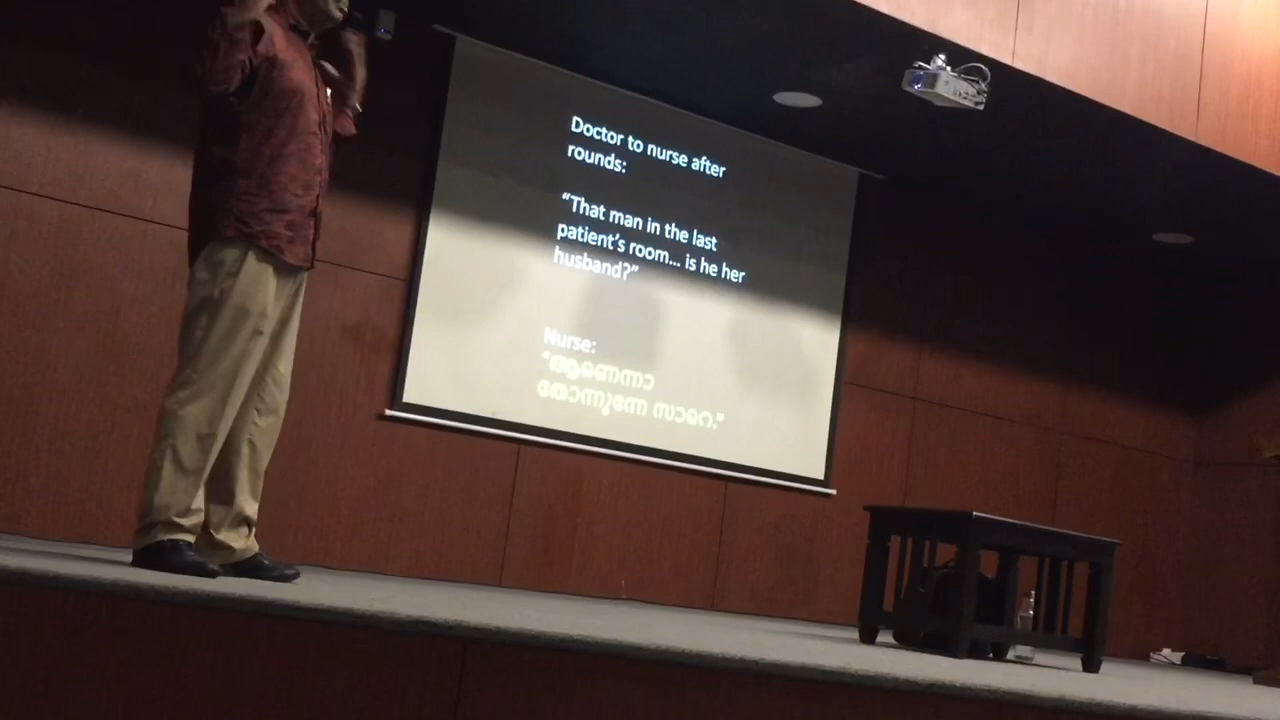 Doctor to nurse after
rounds:
“That man in the last
patient’s room... is he her
husband?”
Nurse:
“ആണെന്നാ
തോന്നുന്നേ സാറെ.”